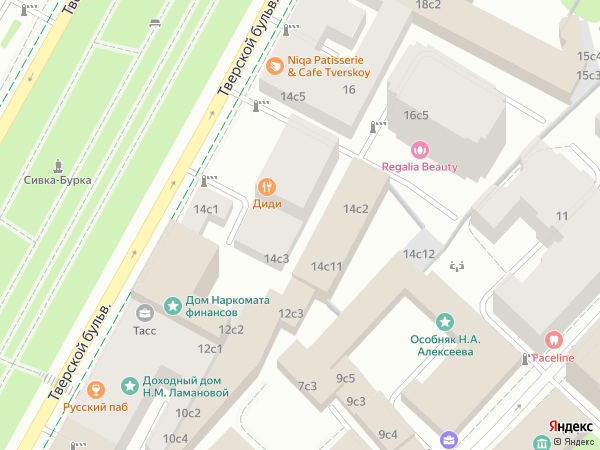 18с2
Тверской бульв.
Тв
Niqa Patisserie
& Cafe Tverskoy
15с4
15с3
16
14с5
16с5
Regalia Beauty
Сивка-Бурка
Диди
14с1
14с2
11
14с3
14с12
14с11
Дом Наркомата
финансов
12с3
Тасс
12с2
Особняк Н.А.
Алексеева
12с1
Faceline
Тверской бульв.
Доходный дом
Н.М. Ламановой
7с3
9с5
Русский паб
10с2
9с3
10с4
9с4
Яндекс
© Яндекс